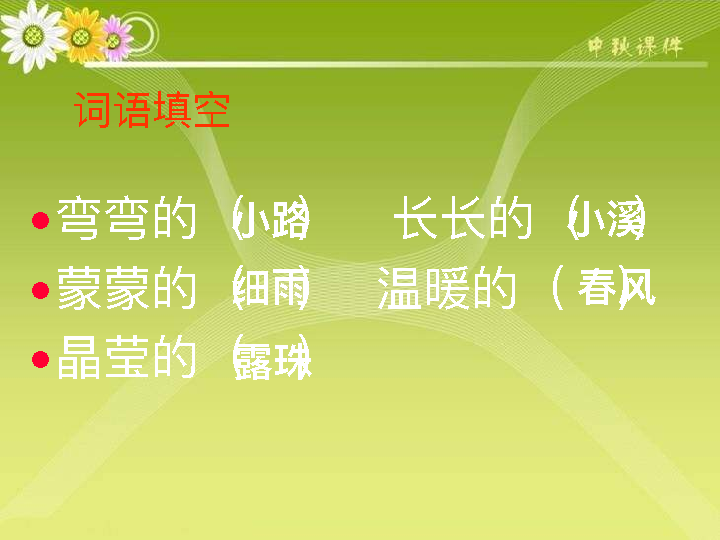 中秋课件
词语填空
•弯弯的（小路） 长长的（小溪）
•蒙蒙的（细雨） 温暖的（春风）
•晶莹的（露珠）